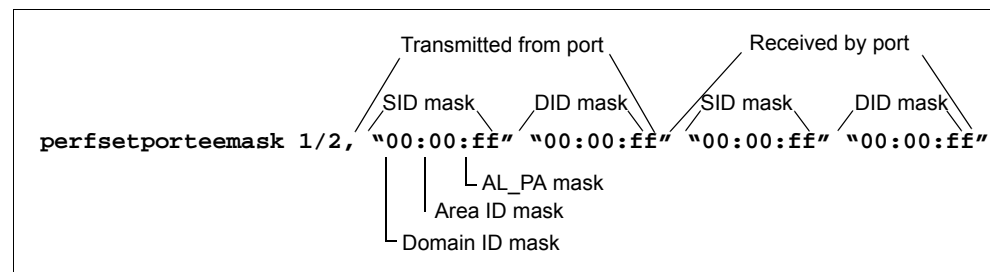 Transmitted from port Received by port
SID mask DID mask SID mask DID mask
perfsetporteemask 1/2, “00:00:ff” “00:00:ff” “00:00:ff” “00:00:ff”
AL_PA mask
Area ID mask
Domain ID mask